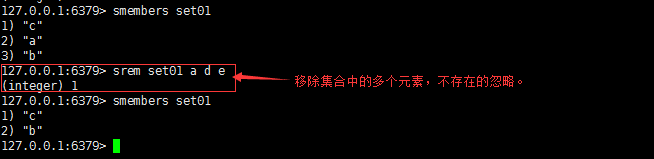 127.0.0.1:6379> smembers set01
1) "c"
2) "a"
3) "b"
127.0.0.1:6379> srem set01 a d e
(integer) 1
移除集合中的多个元素，不存在的忽略。
127.0.0.1:6379> smembers set01
1) "c"
2) "b"
127.0.0.1:6379>